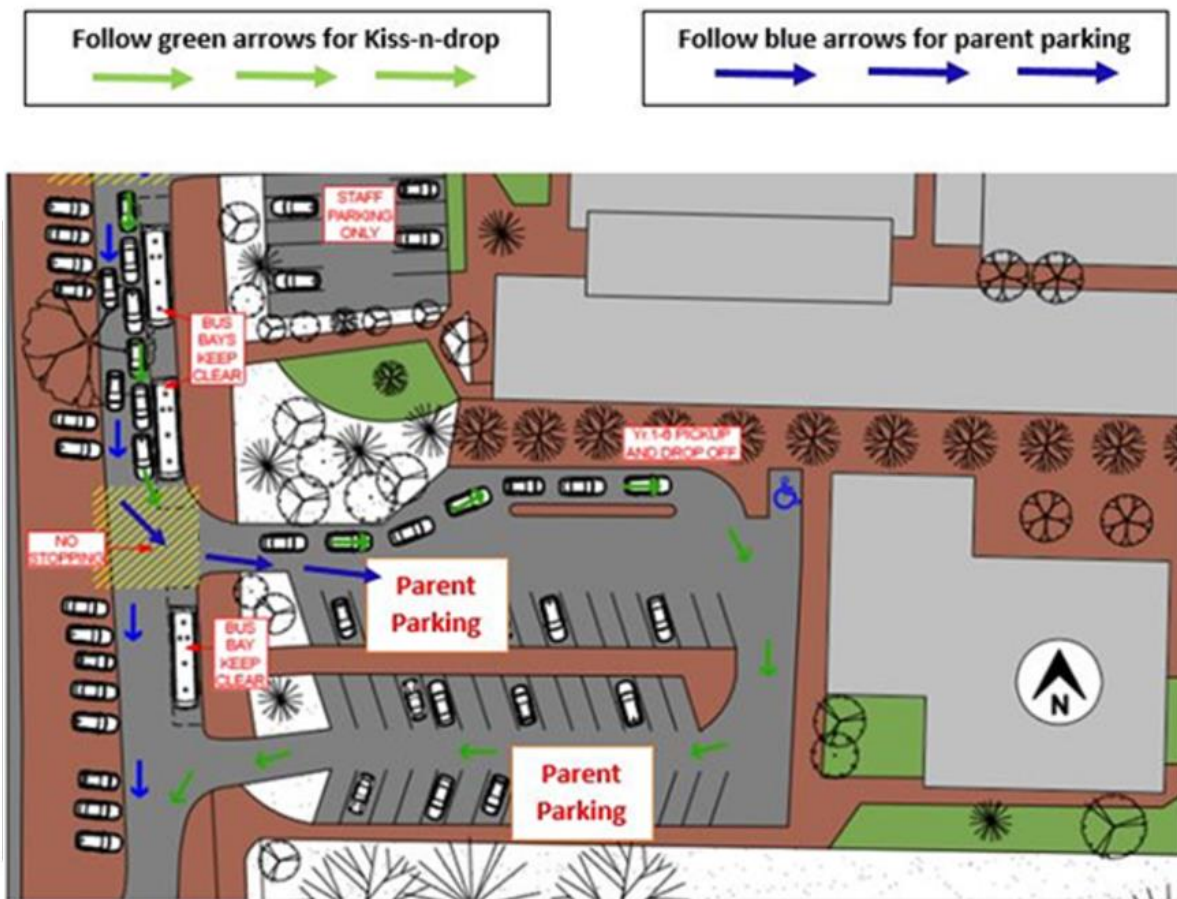 Follow green arrows for Kiss-n-drop
Follow blue arrows for parent parking
STAFF
PARKING
ONLY
BUS
BAYS
KEEP
CLEAR
Yr.1-6 PICKUP
AND DROP OFF
NO
STOPPING
Parent
Parking
BUS
BAY
KEEP
CLEAR
N
Parent
Parking